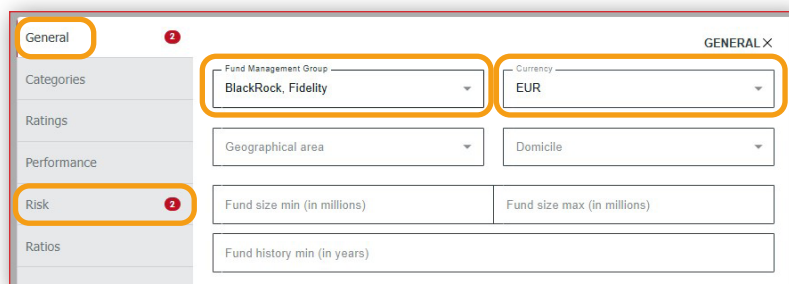 General 2
GENERAL ×
Categories
Ratings
Performance
Risk 2
Ratios
Fund Management Group
BlackRock, Fidelity
Currency
EUR
Geographical area
Domicile
Fund size min (in millions)
Fund size max (in millions)
Fund history min (in years)